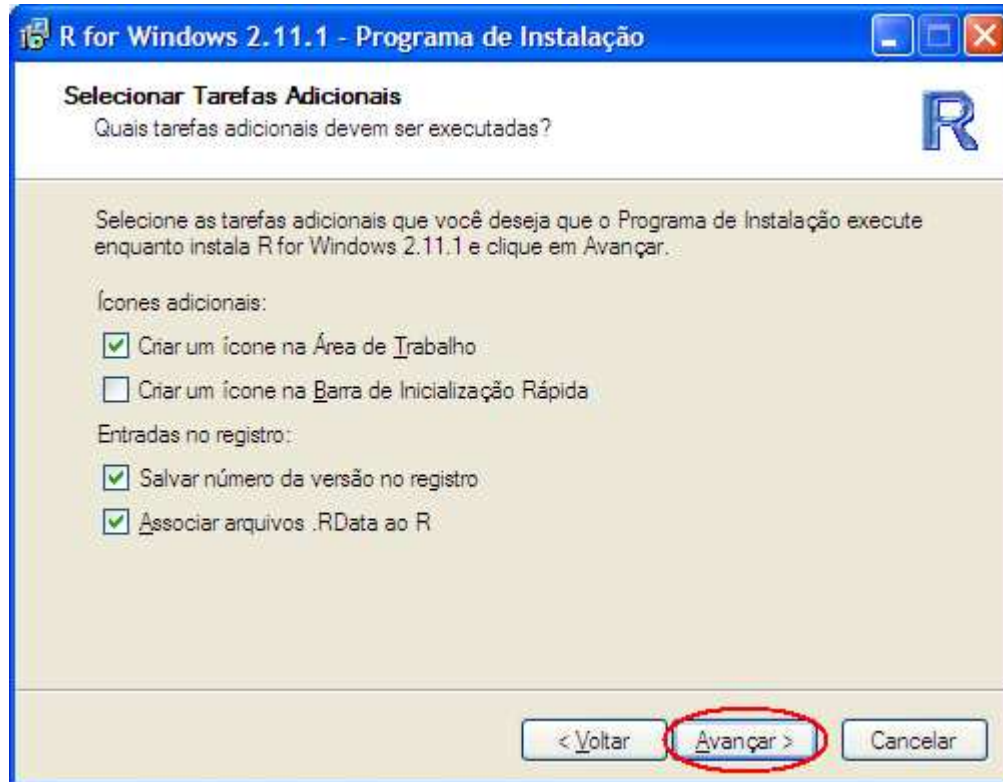 R for Windows 2.11.1 - Programa de Instalação
Selecionar Tarefas Adicionais
Quais tarefas adicionais devem ser executadas?
R
Selecione as tarefas adicionais que você deseja que o Programa de Instalação execute
enquanto instala R for Windows 2.11.1 e clique em Avançar.
Ícones adicionais:
Criar um ícone na Área de Trabalho
Criar um ícone na Barra de Inicialização Rápida
Entradas no registro:
Salvar número da versão no registro
Associar arquivos .RData ao R
< Voltar
Avançar >
Cancelar